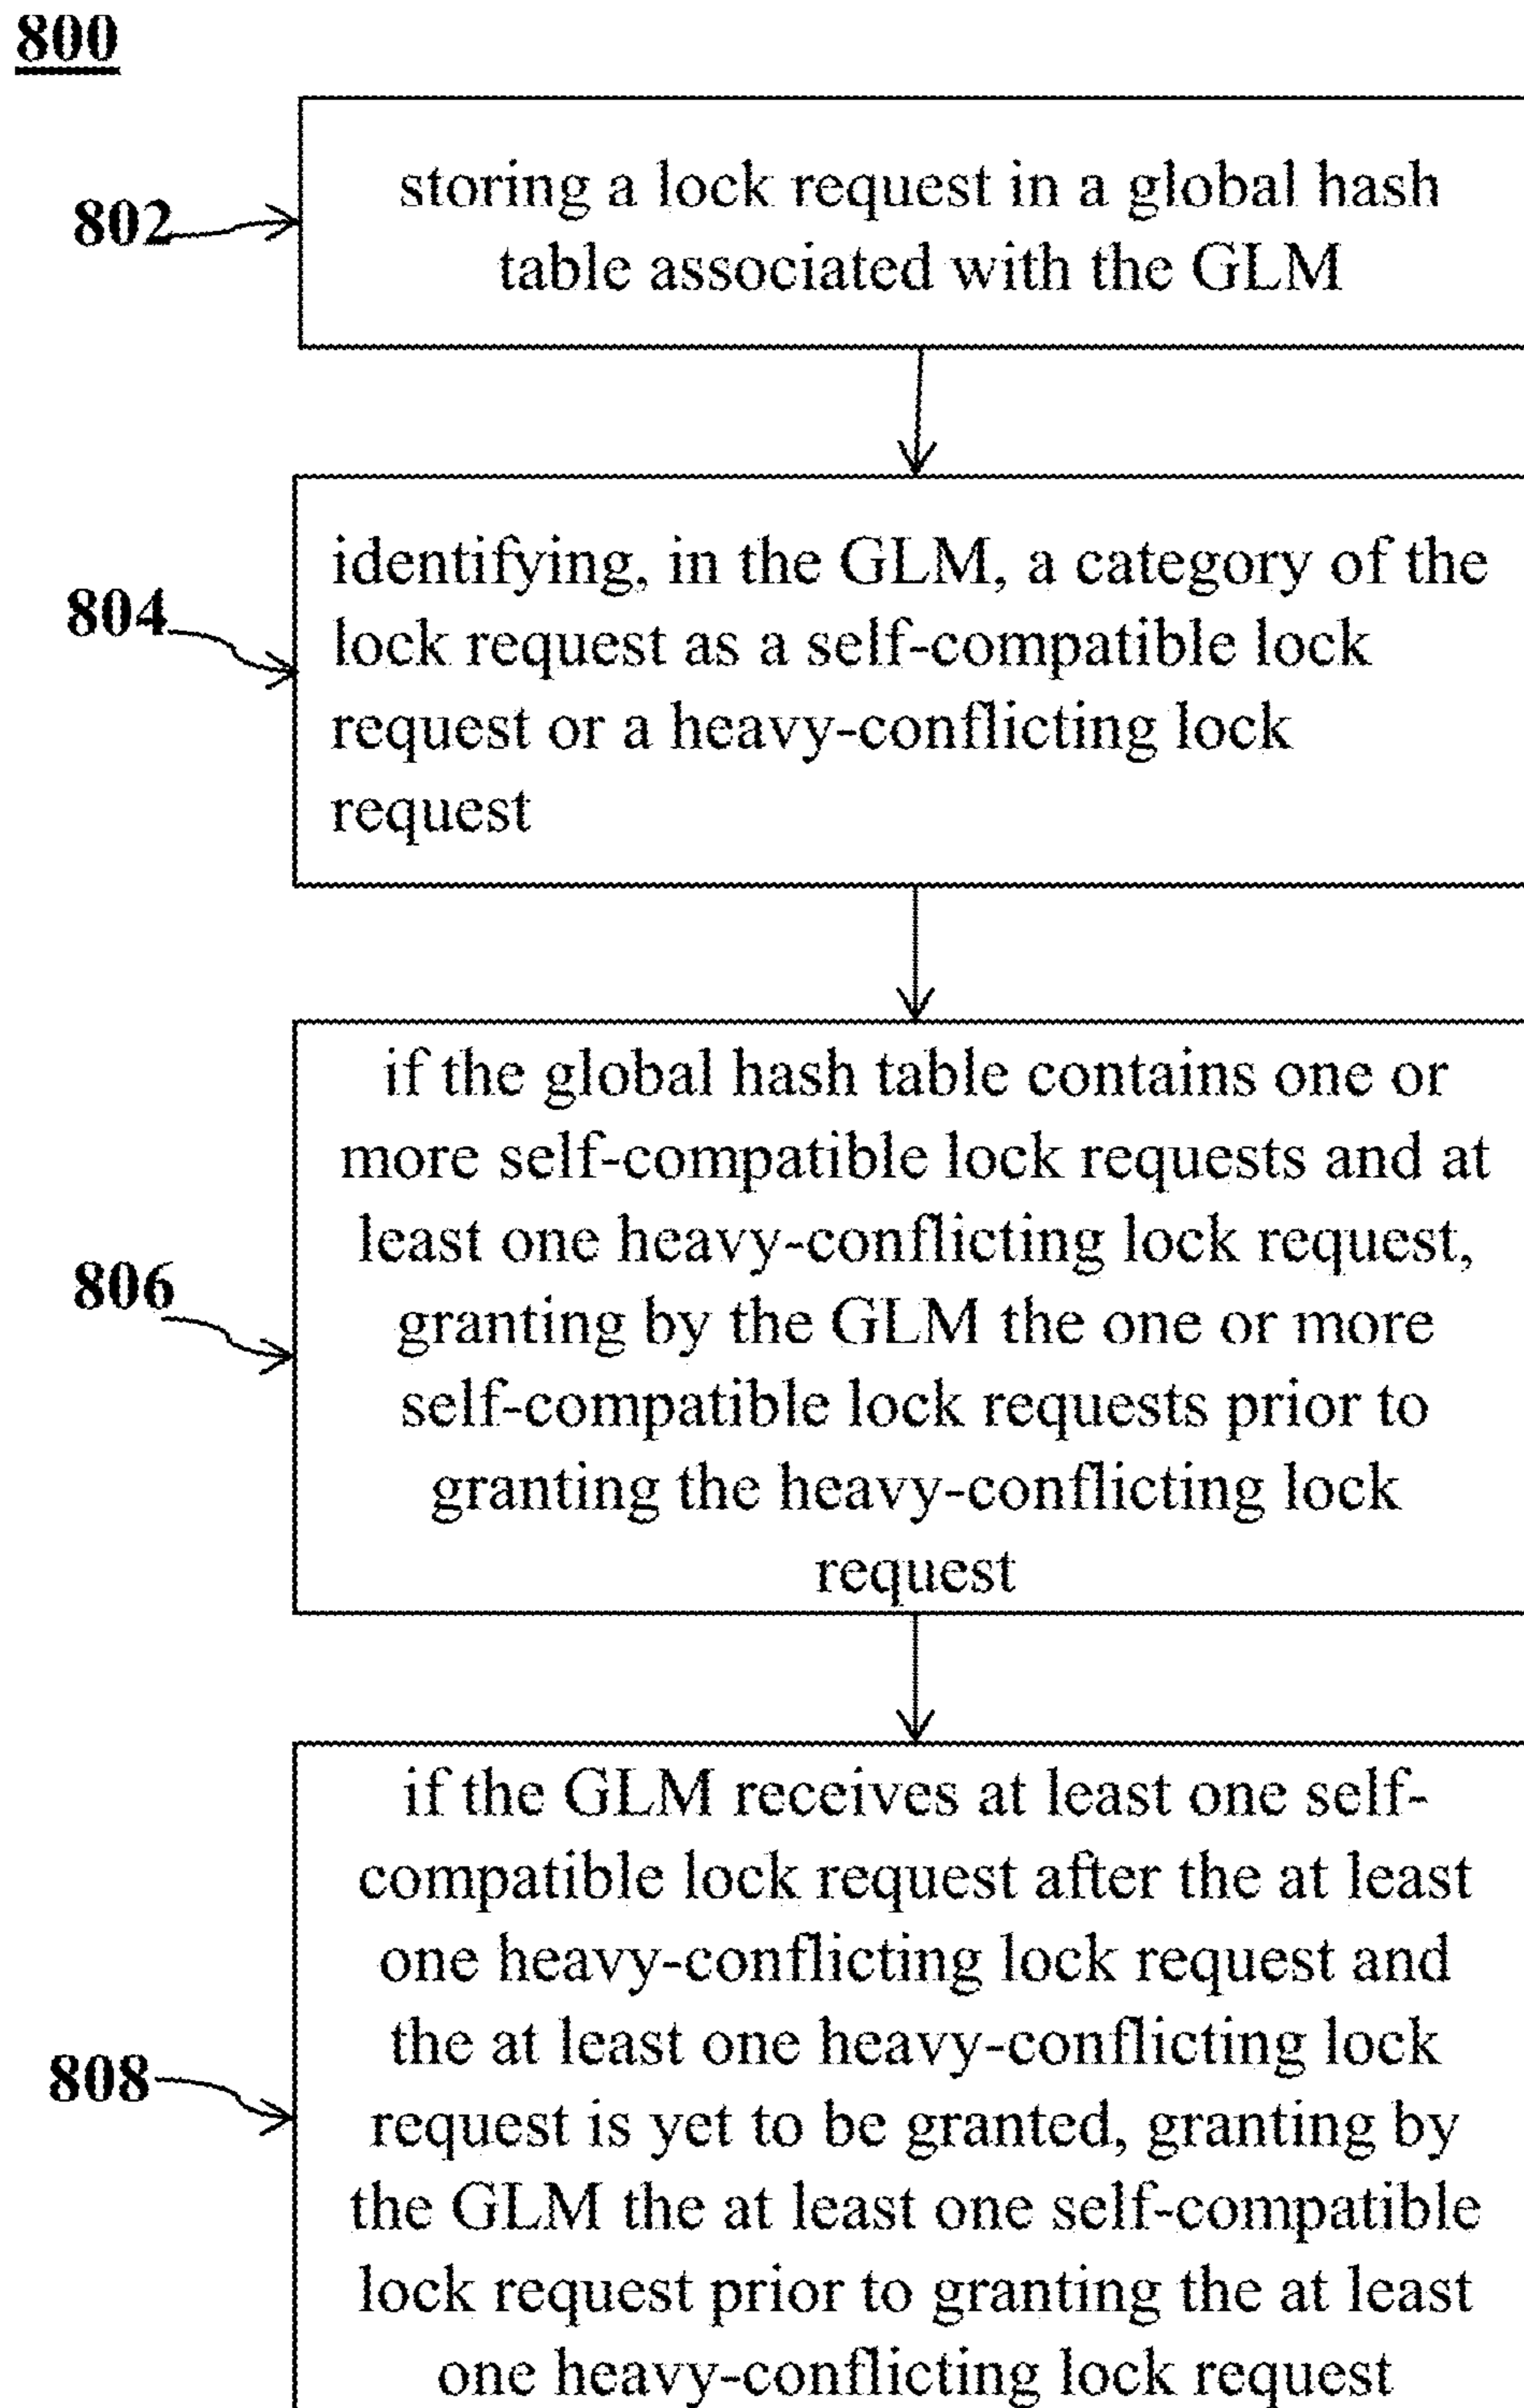 800
802
storing a lock request in a global hash
table associated with the GLM
804
identifying, in the GLM, a category of the
lock request as a self-compatible lock
request or a heavy-conflicting lock
request
806
if the global hash table contains one or
more self-compatible lock requests and at
least one heavy-conflicting lock request,
granting by the GLM the one or more
self-compatible lock requests prior to
granting the heavy-conflicting lock
request
808
if the GLM receives at least one self-
compatible lock request after the at least
one heavy-conflicting lock request and
the at least one heavy-conflicting lock
request is yet to be granted, granting by
the GLM the at least one self-compatible
lock request prior to granting the at least
one heavy-conflicting lock request